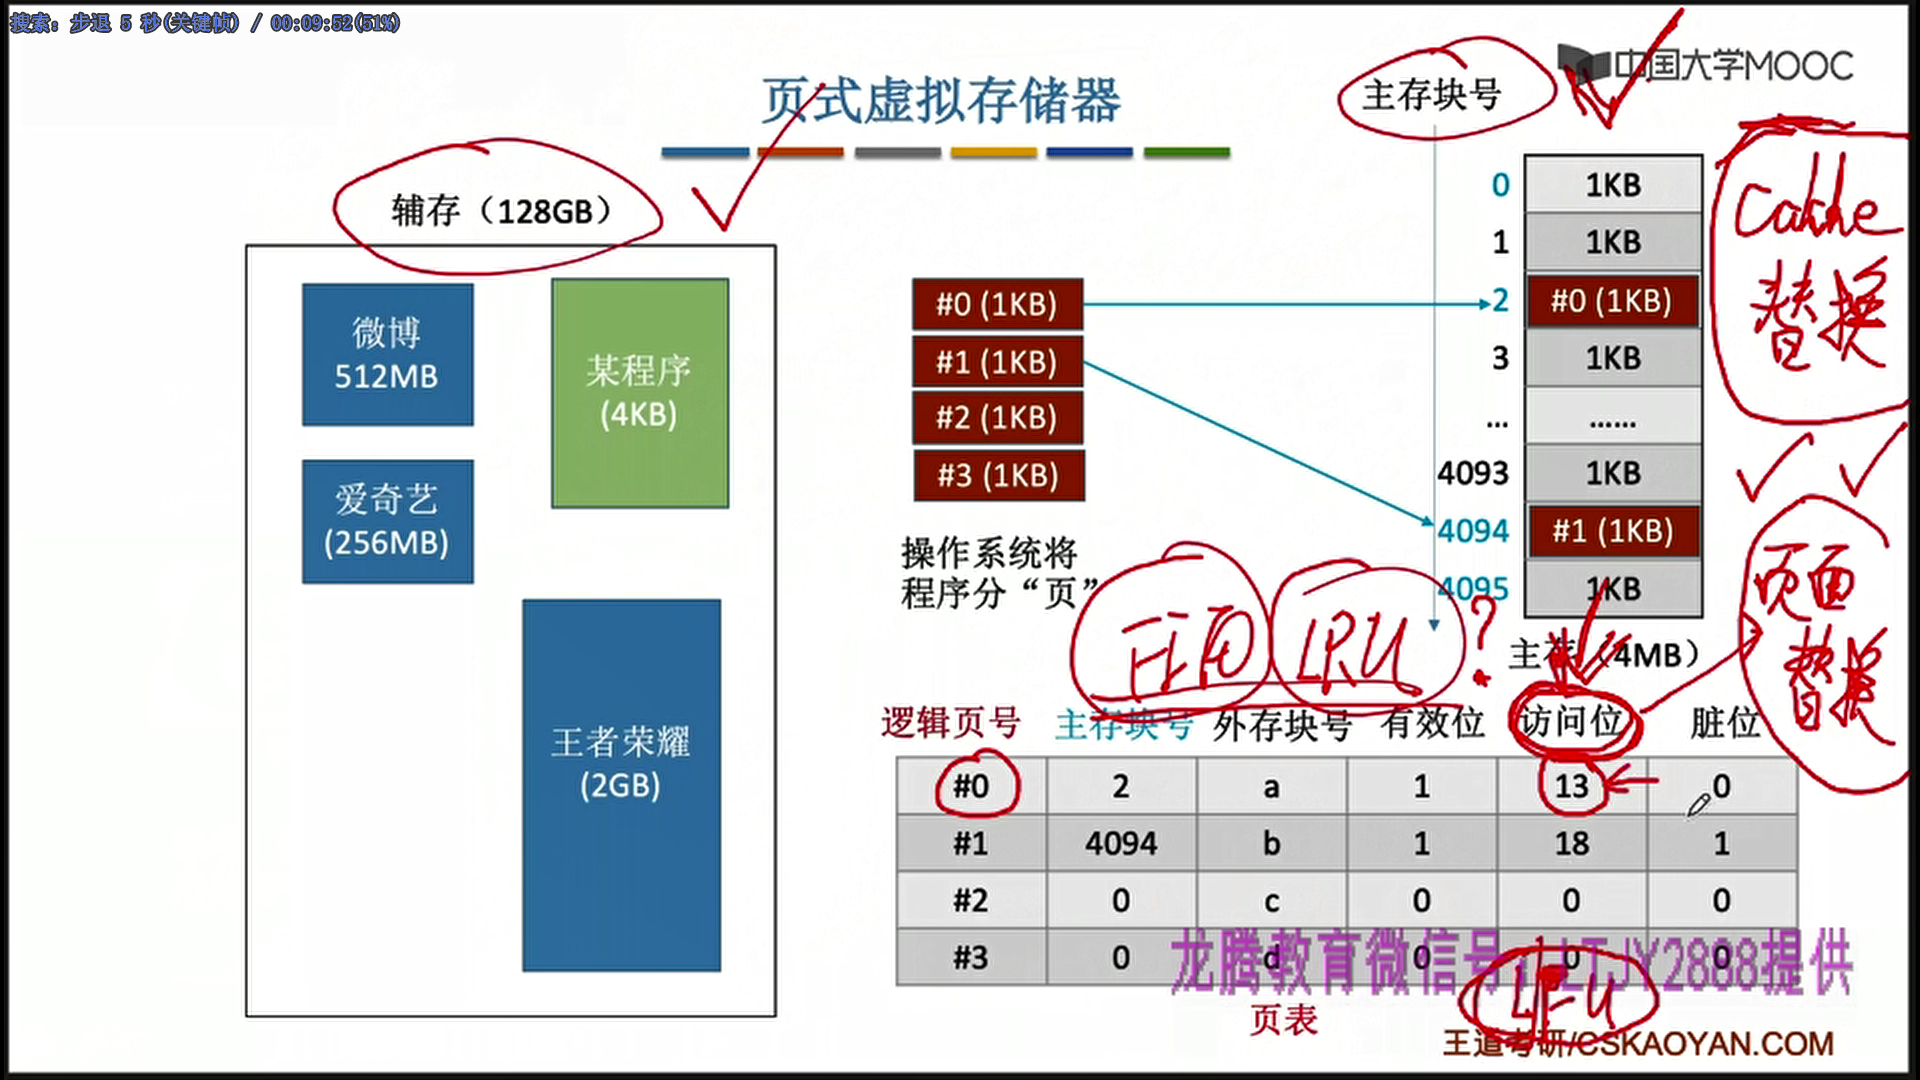 搜索: 步退 5 秒(关键帧) / 00:09:52(51%)
中国大学MOOC
页式虚拟存储器
主存块号
辅存（128GB）
微博
512MB
某程序
(4KB)
爱奇艺
(256MB)
王者荣耀
(2GB)
#0 (1KB)
#1 (1KB)
#2 (1KB)
#3 (1KB)
操作系统将
程序分“页”
0 1KB
1 1KB
2 #0 (1KB)
3 1KB
... ......
4093 1KB
4094 #1 (1KB)
4095 1KB
主存（4MB）
Cache
替换
页面
替换
FIFO LRU ?
逻辑页号 主存块号 外存块号 有效位 访问位 脏位
#0 2 a 1 13 0
#1 4094 b 1 18 1
#2 0 c 0 0 0
#3 0 d 0 0 0
龙腾教育微信号：LTJY2888提供
LFU
页表
王道考研/CSKAOYAN.COM